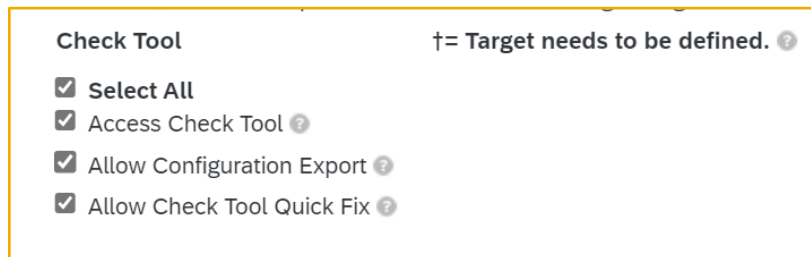 Check Tool †= Target needs to be defined.
Select All
Access Check Tool
Allow Configuration Export
Allow Check Tool Quick Fix